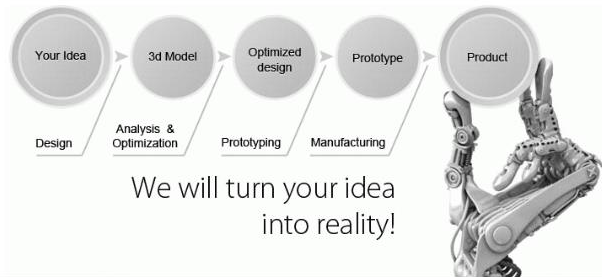 Your Idea
3d Model
Optimized
design
Prototype
Product
Design
Analysis &
Optimization
Prototyping
Manufacturing
We will turn your idea
into reality!